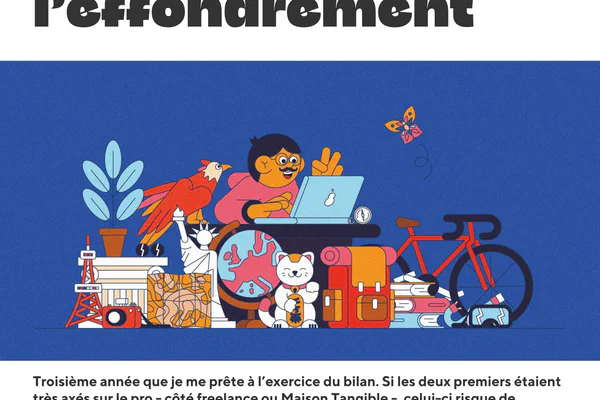 l'effondrement
Troisième année que je me prête à l'exercice du bilan. Si les deux premiers étaient
très axés sur le pro - côté freelance ou Maison Tangible -, celui-ci risque de